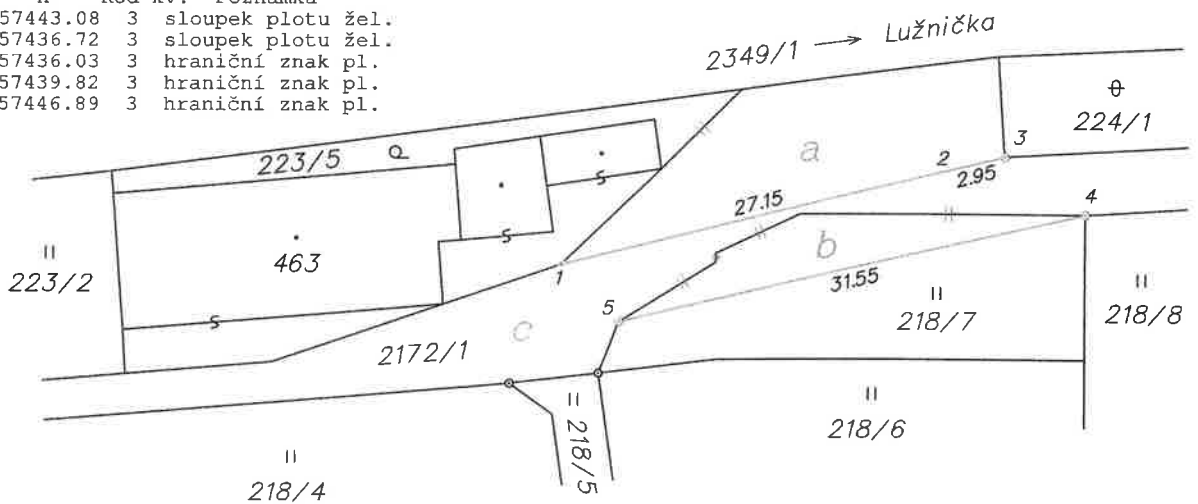 57443.08 3 sloupek plotu žel.
57436.72 3 sloupek plotu žel.
57436.03 3 hraniční znak pl.
57439.82 3 hraniční znak pl.
57446.89 3 hraniční znak pl.
2349/1 → Lužnička
224/1
3
223/5
a
2
2.95
4
27.15
463
223/2
1
b
31.55
5
218/7
218/8
c
2172/1
218/5
218/6
218/4